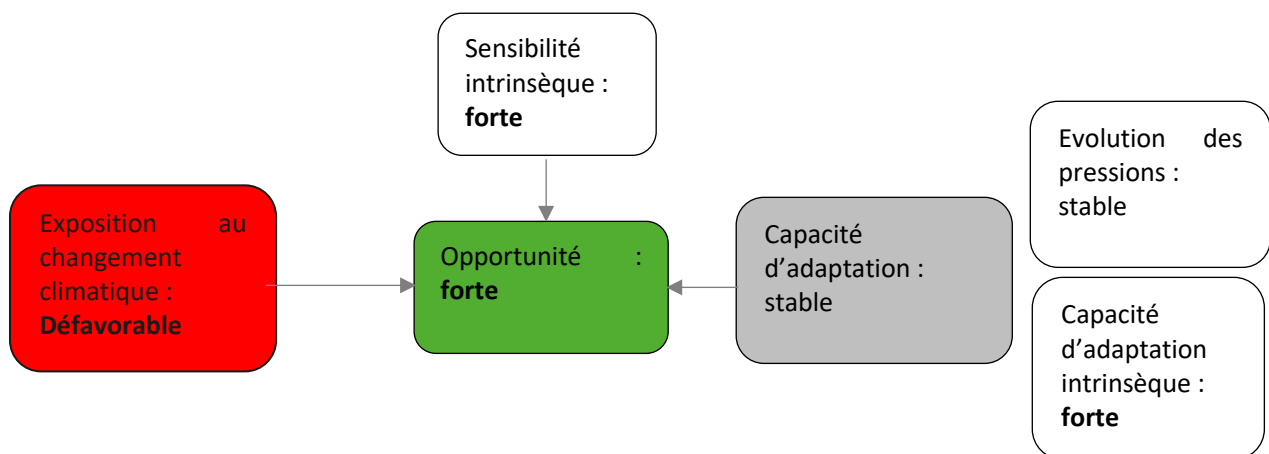 Sensibilité
intrinsèque :
forte
Exposition au
changement
climatique :
Défavorable
Opportunité :
forte
Capacité
d’adaptation :
stable
Evolution des
pressions :
stable
Capacité
d’adaptation
intrinsèque :
forte